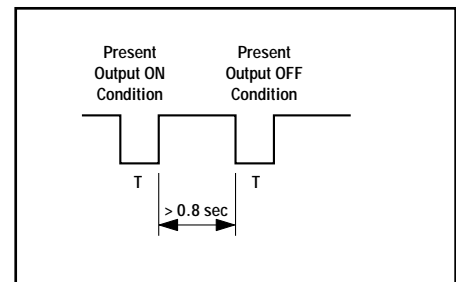 Present Present
Output ON Output OFF
Condition Condition
T T
> 0.8 sec